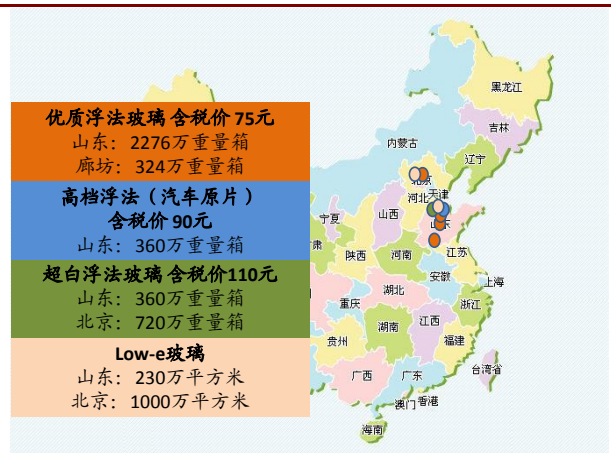 优质浮法玻璃 含税价 75元
山东：2276万重量箱
廊坊：324万重量箱
高档浮法（汽车原片）
含税价 90元
山东：360万重量箱
超白浮法玻璃 含税价110元
山东：360万重量箱
北京：720万重量箱
Low-e玻璃
山东：230万平方米
北京：1000万平方米
黑龙江
吉林
辽宁
内蒙古
北京
天津
河北
山西
宁夏
山东
肃
陕西
河南
江苏
安徽
上海
湖北
重庆
浙江
江西
湖南
贵州
福建
台湾省
广西
广东
澳门
香港
海南